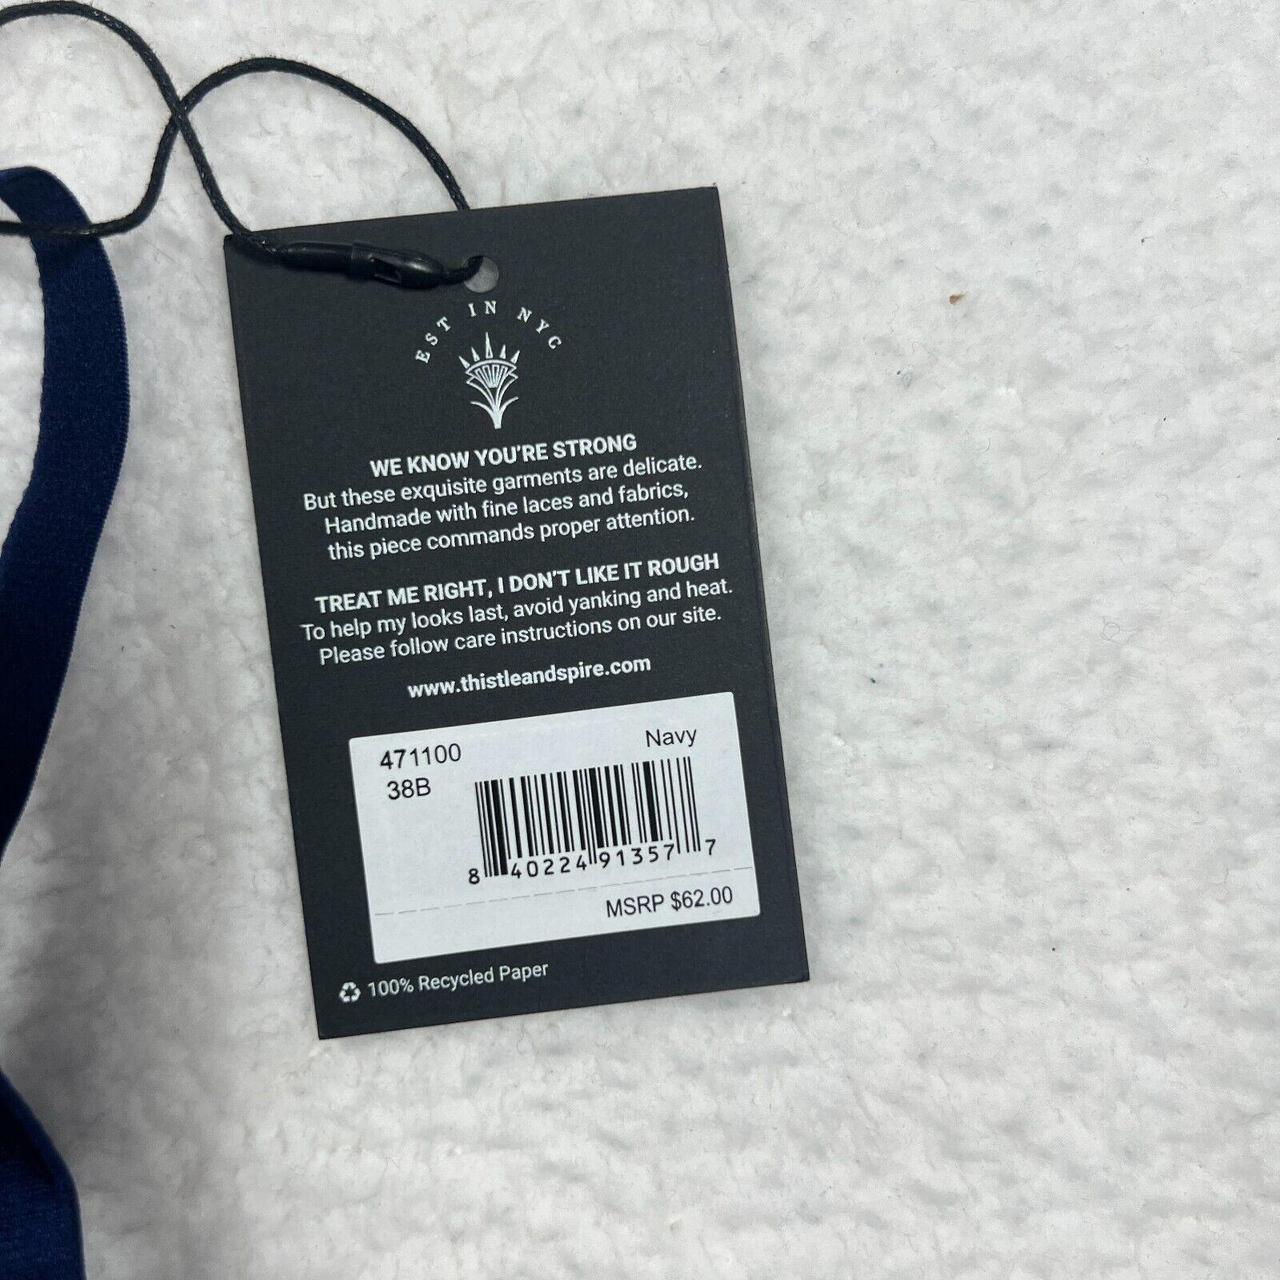 EST IN NYC
WE KNOW YOU'RE STRONG
But these exquisite garments are delicate.
Handmade with fine laces and fabrics,
this piece commands proper attention.
TREAT ME RIGHT, I DON'T LIKE IT ROUGH
To help my looks last, avoid yanking and heat.
Please follow care instructions on our site.
www.thistleandspire.com
471100 Navy
38B
8 40224 91357 7
MSRP $62.00
100% Recycled Paper